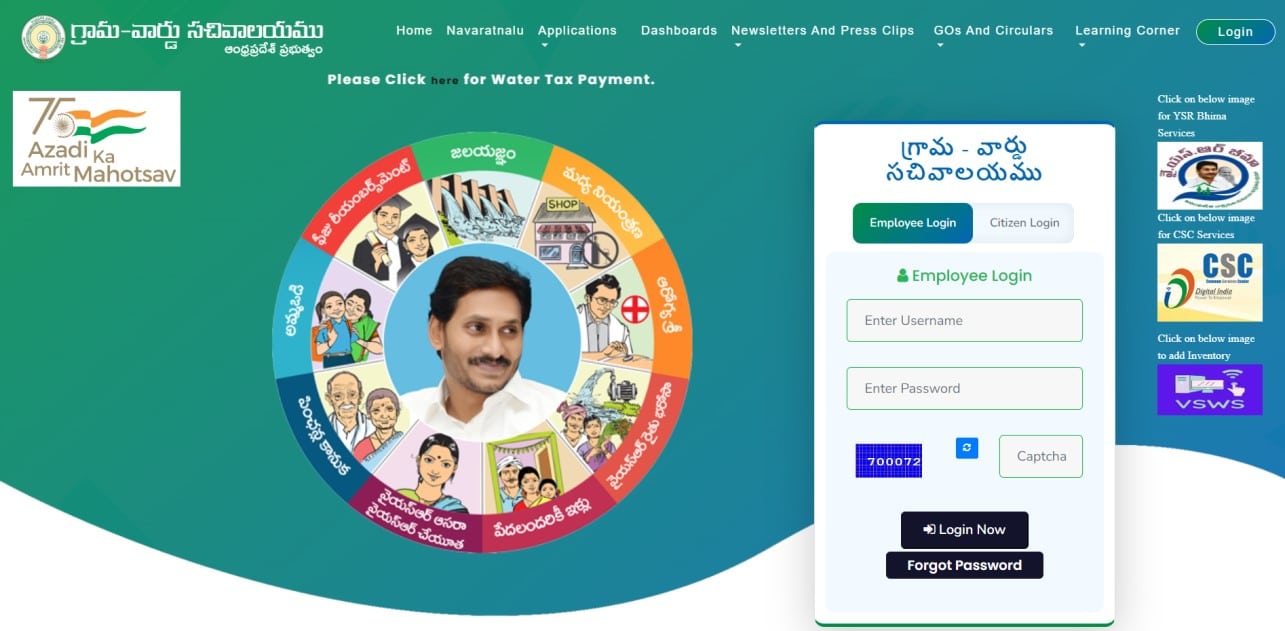 గ్రామ-వార్డు సచివాలయము
ఆంధ్రప్రదేశ్ ప్రభుత్వం
Home Navaratnalu Applications Dashboards Newsletters And Press Clips GOs And Circulars Learning Corner Login
Please Click here for Water Tax Payment.
75
Azadi Ka
Amrit Mahotsav
జలయజ్ఞం
మద్య నియంత్రణ
SHOP
ఆరోగ్యశ్రీ
వైయస్ఆర్ రైతు భరోసా
పేదలందరికీ ఇళ్లు
వైయస్ఆర్ ఆసరా
వైయస్ఆర్ చేయూత
పింఛన్ల కానుక
అమ్మఒడి
ఫీజు రీయింబర్స్‌మెంట్
గ్రామ - వార్డు
సచివాలయము
Employee Login Citizen Login
Employee Login
Enter Username
Enter Password
700072 Captcha
Login Now
Forgot Password
Click on below image
for YSR Bhima
Services
వై.యస్.ఆర్ బీమా
Click on below image
for CSC Services
CSC
Digital India
Click on below image
to add Inventory
VSWS